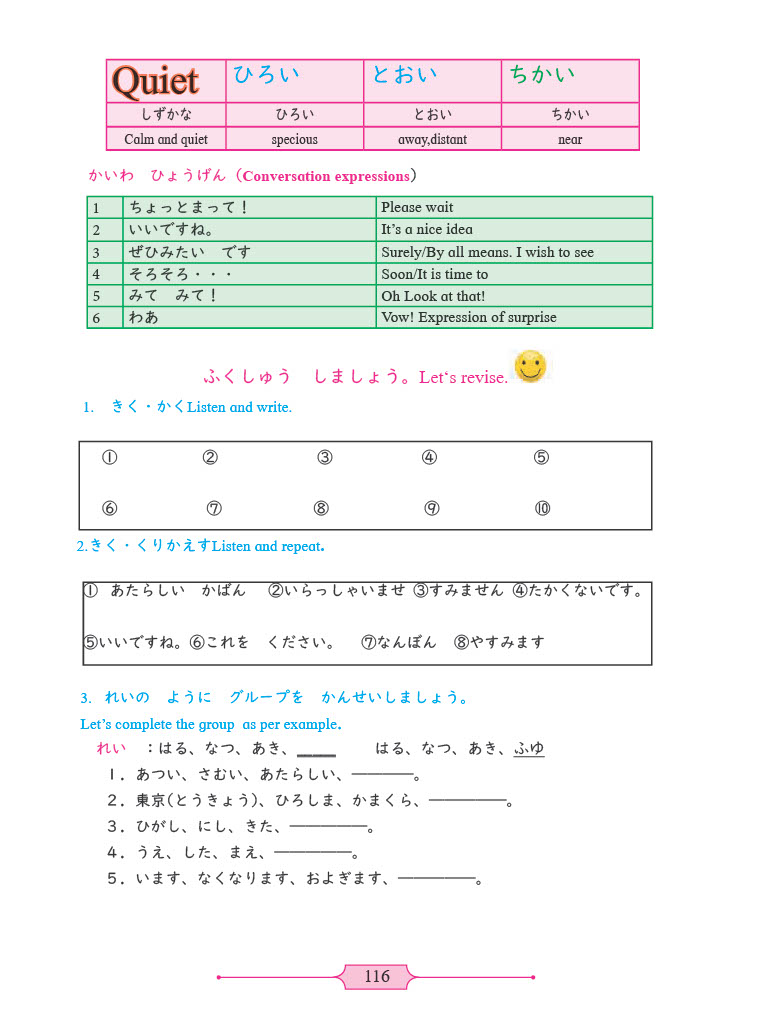 Quiet ひろい とおい ちかい
しずかな ひろい とおい ちかい
Calm and quiet specious away,distant near
かいわ　ひょうげん（Conversation expressions）
1 ちょっとまって！ Please wait
2 いいですね。 It’s a nice idea
3 ぜひみたい　です Surely/By all means. I wish to see
4 そろそろ・・・ Soon/It is time to
5 みて　みて！ Oh Look at that!
6 わあ Vow! Expression of surprise
ふくしゅう　しましょう。Let‘s revise.
1.　きく・かくListen and write.
① ② ③ ④ ⑤
⑥ ⑦ ⑧ ⑨ ⑩
2.きく・くりかえすListen and repeat.
①　あたらしい　かばん　②いらっしゃいませ ③すみません ④たかくないです。
⑤いいですね。⑥これを　ください。　⑦なんぼん　⑧やすみます
3.　れいの　ように　グループを　かんせいしましょう。
Let’s complete the group as per example.
れい　：はる、なつ、あき、_____　　はる、なつ、あき、ふゆ
１．あつい、さむい、あたらしい、————。
２．東京(とうきょう)、ひろしま、かまくら、—————。
３．ひがし、にし、きた、—————。
４．うえ、した、まえ、—————。
５．います、なくなります、およぎます、—————。
116